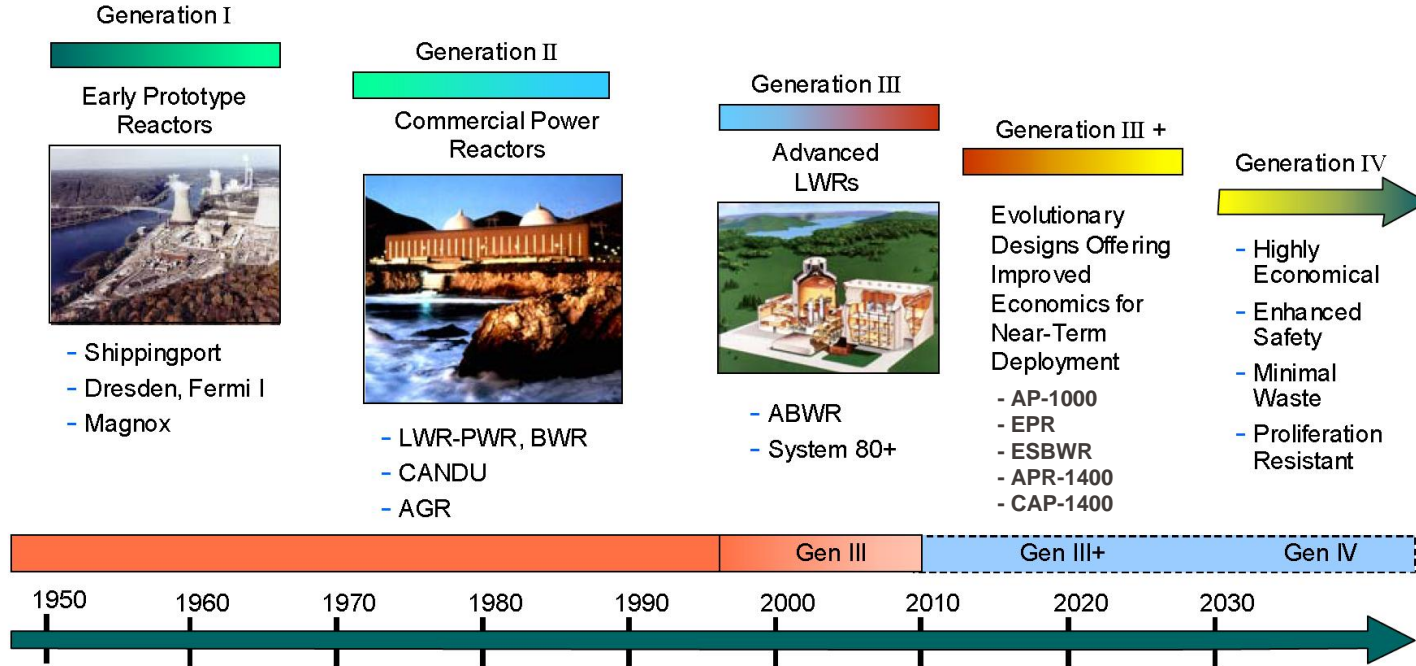 Generation I
Early Prototype
Reactors
- Shippingport
- Dresden, Fermi I
- Magnox
Generation II
Commercial Power
Reactors
- LWR-PWR, BWR
- CANDU
- AGR
Generation III
Advanced
LWRs
- ABWR
- System 80+
Generation III +
Evolutionary
Designs Offering
Improved
Economics for
Near-Term
Deployment
- AP-1000
- EPR
- ESBWR
- APR-1400
- CAP-1400
Generation IV
- Highly
Economical
- Enhanced
Safety
- Minimal
Waste
- Proliferation
Resistant
Gen III Gen III+ Gen IV
1950 1960 1970 1980 1990 2000 2010 2020 2030